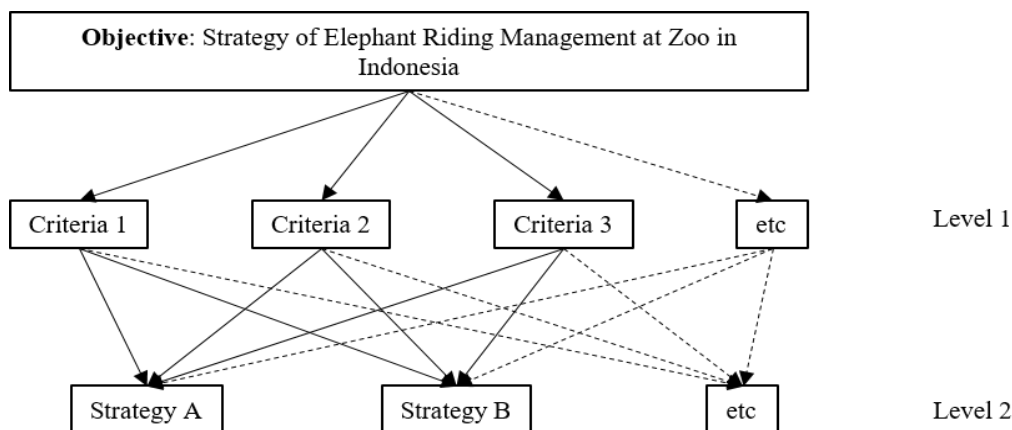 Objective: Strategy of Elephant Riding Management at Zoo in
Indonesia
Criteria 1
Criteria 2
Criteria 3
etc
Level 1
Strategy A
Strategy B
etc
Level 2